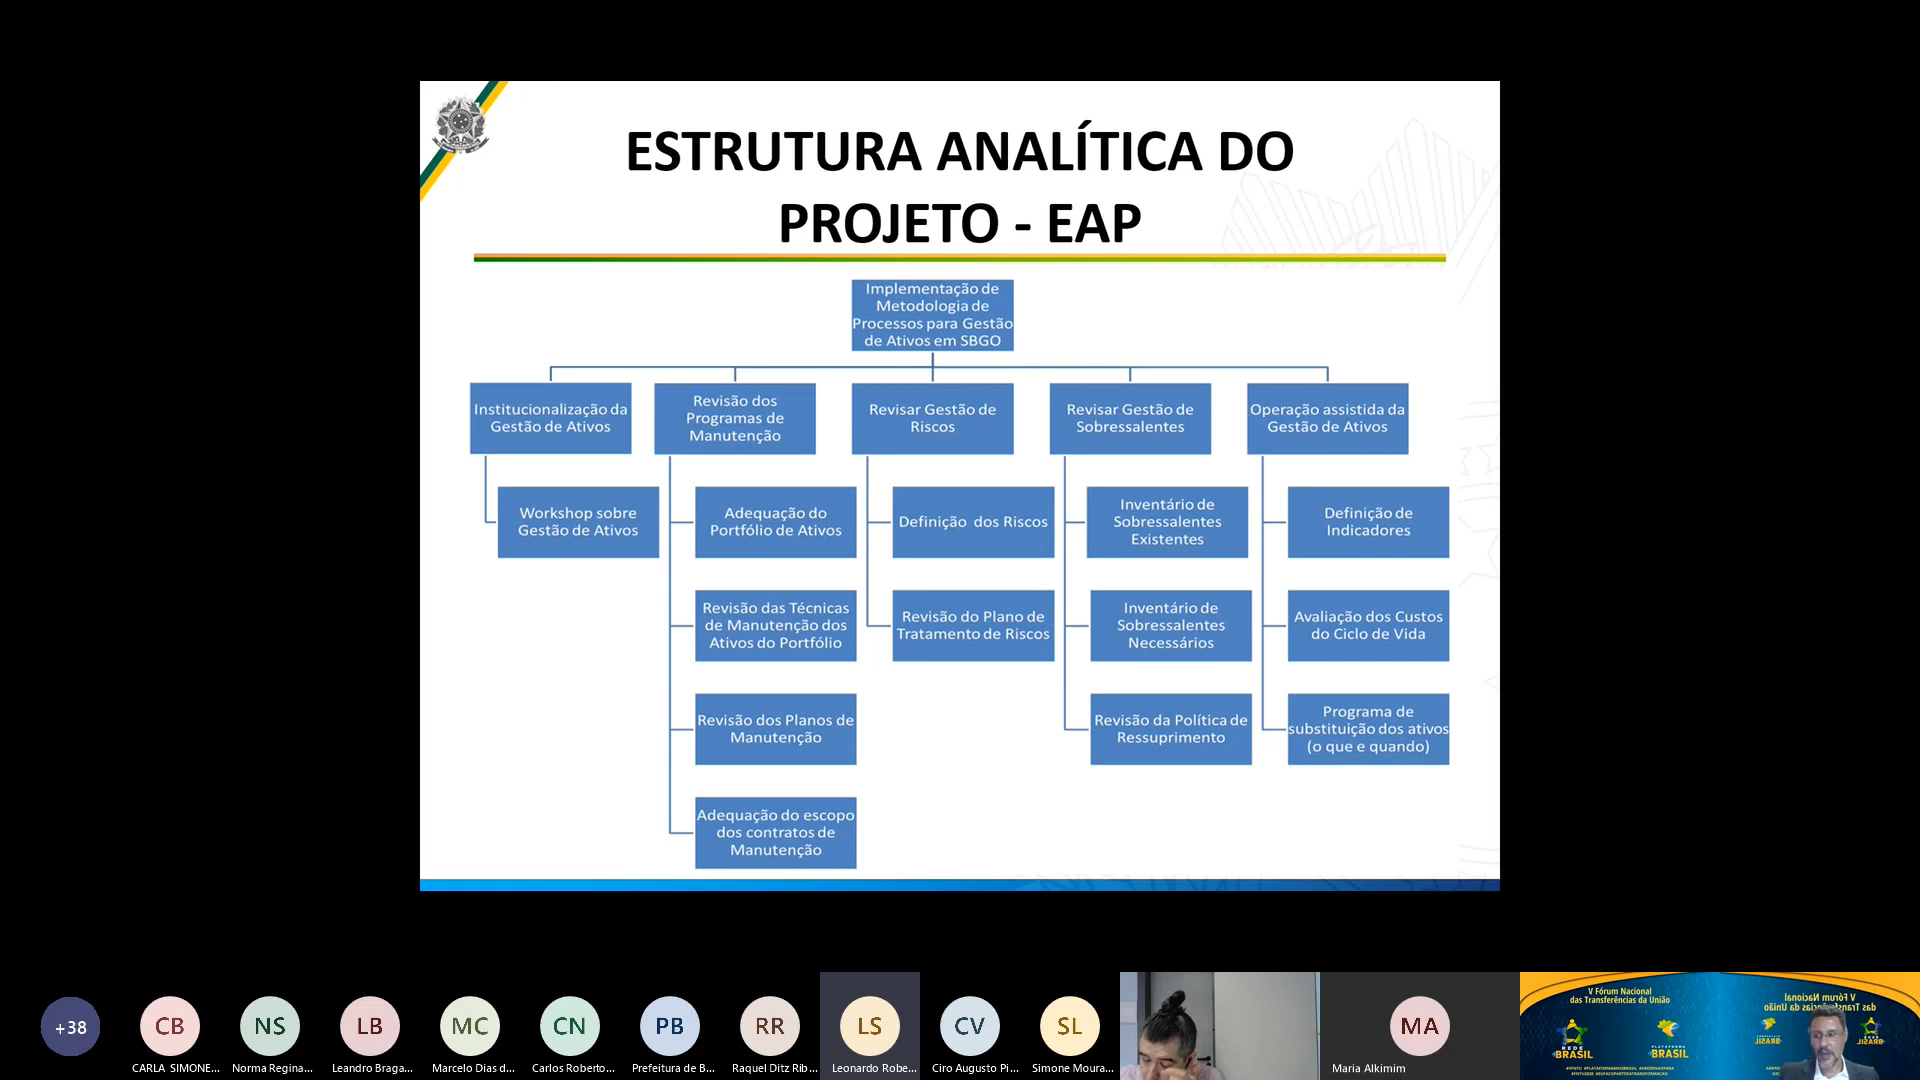 ESTRUTURA ANALÍTICA DO
PROJETO - EAP
Implementação de
Metodologia de
Processos para Gestão
de Ativos em SBGO
Institucionalização da
Gestão de Ativos
Workshop sobre
Gestão de Ativos
Revisão dos
Programas de
Manutenção
Adequação do
Portfólio de Ativos
Revisão das Técnicas
de Manutenção dos
Ativos do Portfólio
Revisão dos Planos de
Manutenção
Adequação do escopo
dos contratos de
Manutenção
Revisar Gestão de
Riscos
Definição dos Riscos
Revisão do Plano de
Tratamento de Riscos
Revisar Gestão de
Sobressalentes
Inventário de
Sobressalentes
Existentes
Inventário de
Sobressalentes
Necessários
Revisão da Política de
Ressuprimento
Operação assistida da
Gestão de Ativos
Definição de
Indicadores
Avaliação dos Custos
do Ciclo de Vida
Programa de
substituição dos ativos
(o que e quando)
+38
CB
CARLA SIMONE...
NS
Norma Regina...
LB
Leandro Braga...
MC
Marcelo Dias d...
CN
Carlos Roberto...
PB
Prefeitura de B...
RR
Raquel Ditz Rib...
LS
Leonardo Robe...
CV
Ciro Augusto Pi...
SL
Simone Moura...
MA
Maria Alkimim
V Fórum Nacional
das Transferências da União
REDE
+BRASIL
PLATAFORMA
+BRASIL
V Fórum Nacional
das Transferências da União